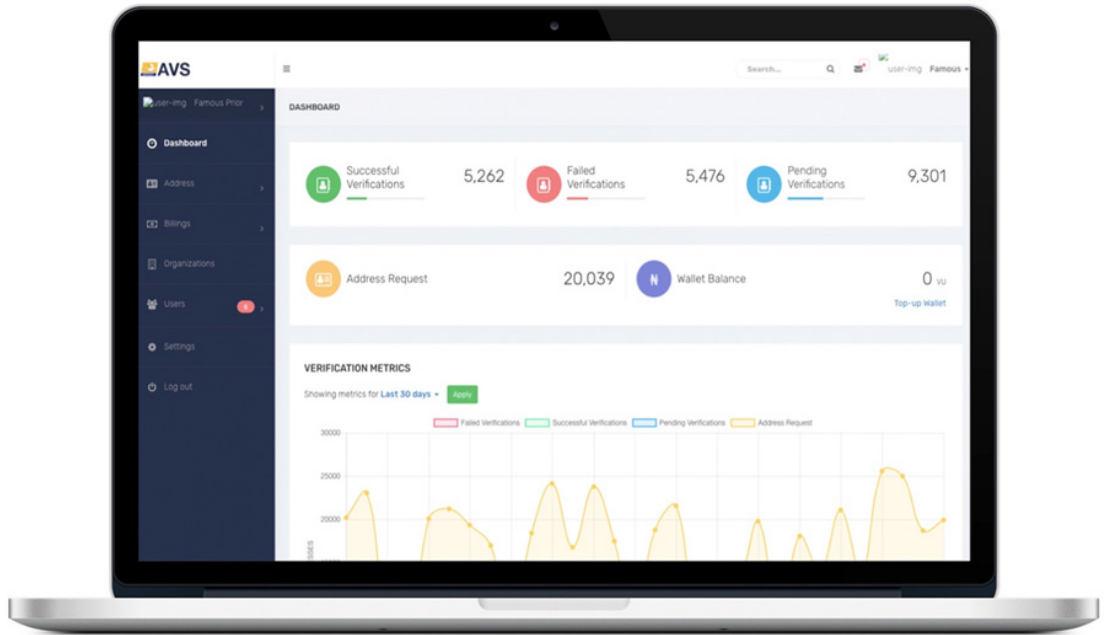 AVS
Search...
user-img Famous
user-img Famous Prior
DASHBOARD
Dashboard
Address
Billings
Organizations
Users
Settings
Log out
Successful
Verifications
5,262
Failed
Verifications
5,476
Pending
Verifications
9,301
Address Request
20,039
Wallet Balance
0 VU
Top-up Wallet
VERIFICATION METRICS
Showing metrics for Last 30 days
Apply
Failed Verifications
Successful Verifications
Pending Verifications
Address Request
30000
25000
20000